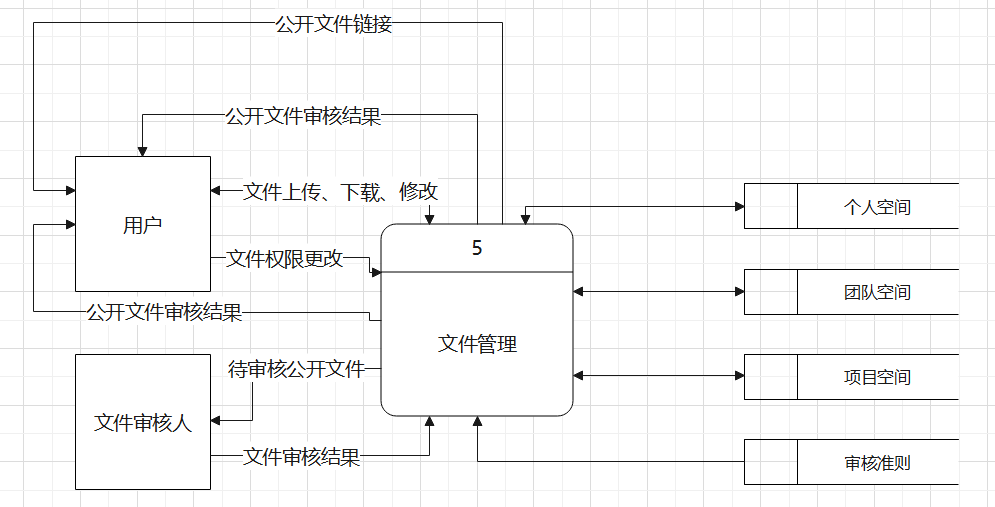 公开文件链接
公开文件审核结果
文件上传、下载、修改
个人空间
用户
5
文件权限更改
团队空间
公开文件审核结果
文件管理
待审核公开文件
项目空间
文件审核人
文件审核结果
审核准则